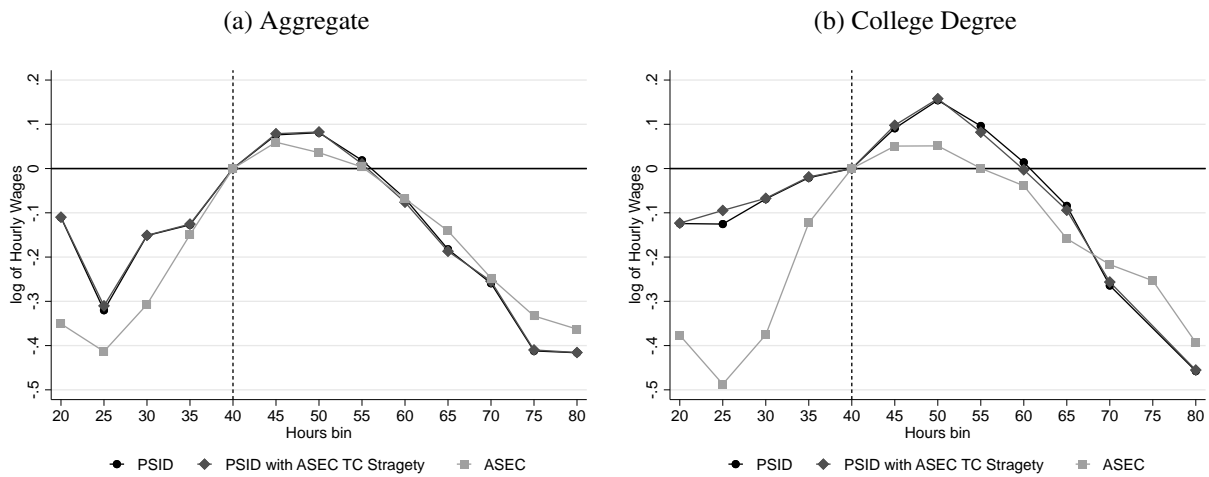 (a) Aggregate
log of Hourly Wages
.2
.1
0
-.1
-.2
-.3
-.4
-.5
20 25 30 35 40 45 50 55 60 65 70 75 80
Hours bin
PSID PSID with ASEC TC Stragety ASEC
(b) College Degree
log of Hourly Wages
.2
.1
0
-.1
-.2
-.3
-.4
-.5
20 25 30 35 40 45 50 55 60 65 70 75 80
Hours bin
PSID PSID with ASEC TC Stragety ASEC